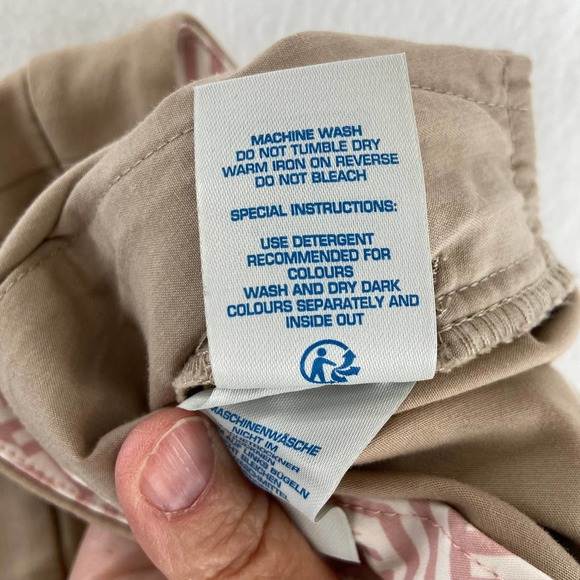 MACHINE WASH
DO NOT TUMBLE DRY
WARM IRON ON REVERSE
DO NOT BLEACH
SPECIAL INSTRUCTIONS:
USE DETERGENT
RECOMMENDED FOR
COLOURS
WASH AND DRY DARK
COLOURS SEPARATELY AND
INSIDE OUT
MASCHINENWÄSCHE
NICHT IM
LINKS BÜGELN